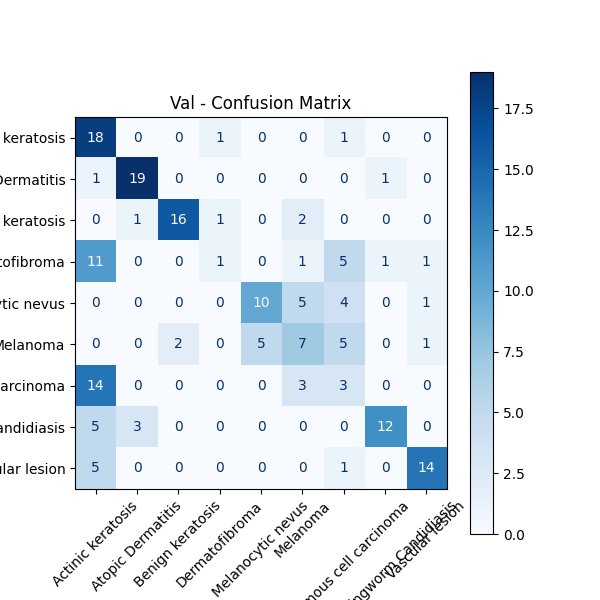 Val - Confusion Matrix
keratosis 18 0 0 1 0 0 1 0 0
Dermatitis 1 19 0 0 0 0 0 1 0
keratosis 0 1 16 1 0 2 0 0 0
tofibroma 11 0 0 1 0 1 5 1 1
ytic nevus 0 0 0 0 10 5 4 0 1
Melanoma 0 0 2 0 5 7 5 0 1
arcinoma 14 0 0 0 0 3 3 0 0
andidiasis 5 3 0 0 0 0 0 12 0
ular lesion 5 0 0 0 0 0 1 0 14
Actinic keratosis
Atopic Dermatitis
Benign keratosis
Dermatofibroma
Melanocytic nevus
Melanoma
mous cell carcinoma
ngworm Candidiasis
Vascular lesion
17.5
15.0
12.5
10.0
7.5
5.0
2.5
0.0